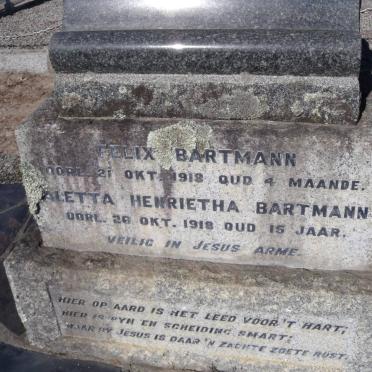 FELIX BARTMANN
OORL. 21 OKT. 1918 OUD 4 MAANDE.
ALETTA HENRIETHA BARTMANN
OORL. 20 OKT. 1918 OUD 15 JAAR.
VEILIG IN JESUS ARME.
HIER OP AARD IS HET LEED VOOR'T HART;
HIER IS PYN EN SCHEIDING SMART;
MAAR BY JESUS IS DAAR 'N ZACHTE ZOETE RUST.